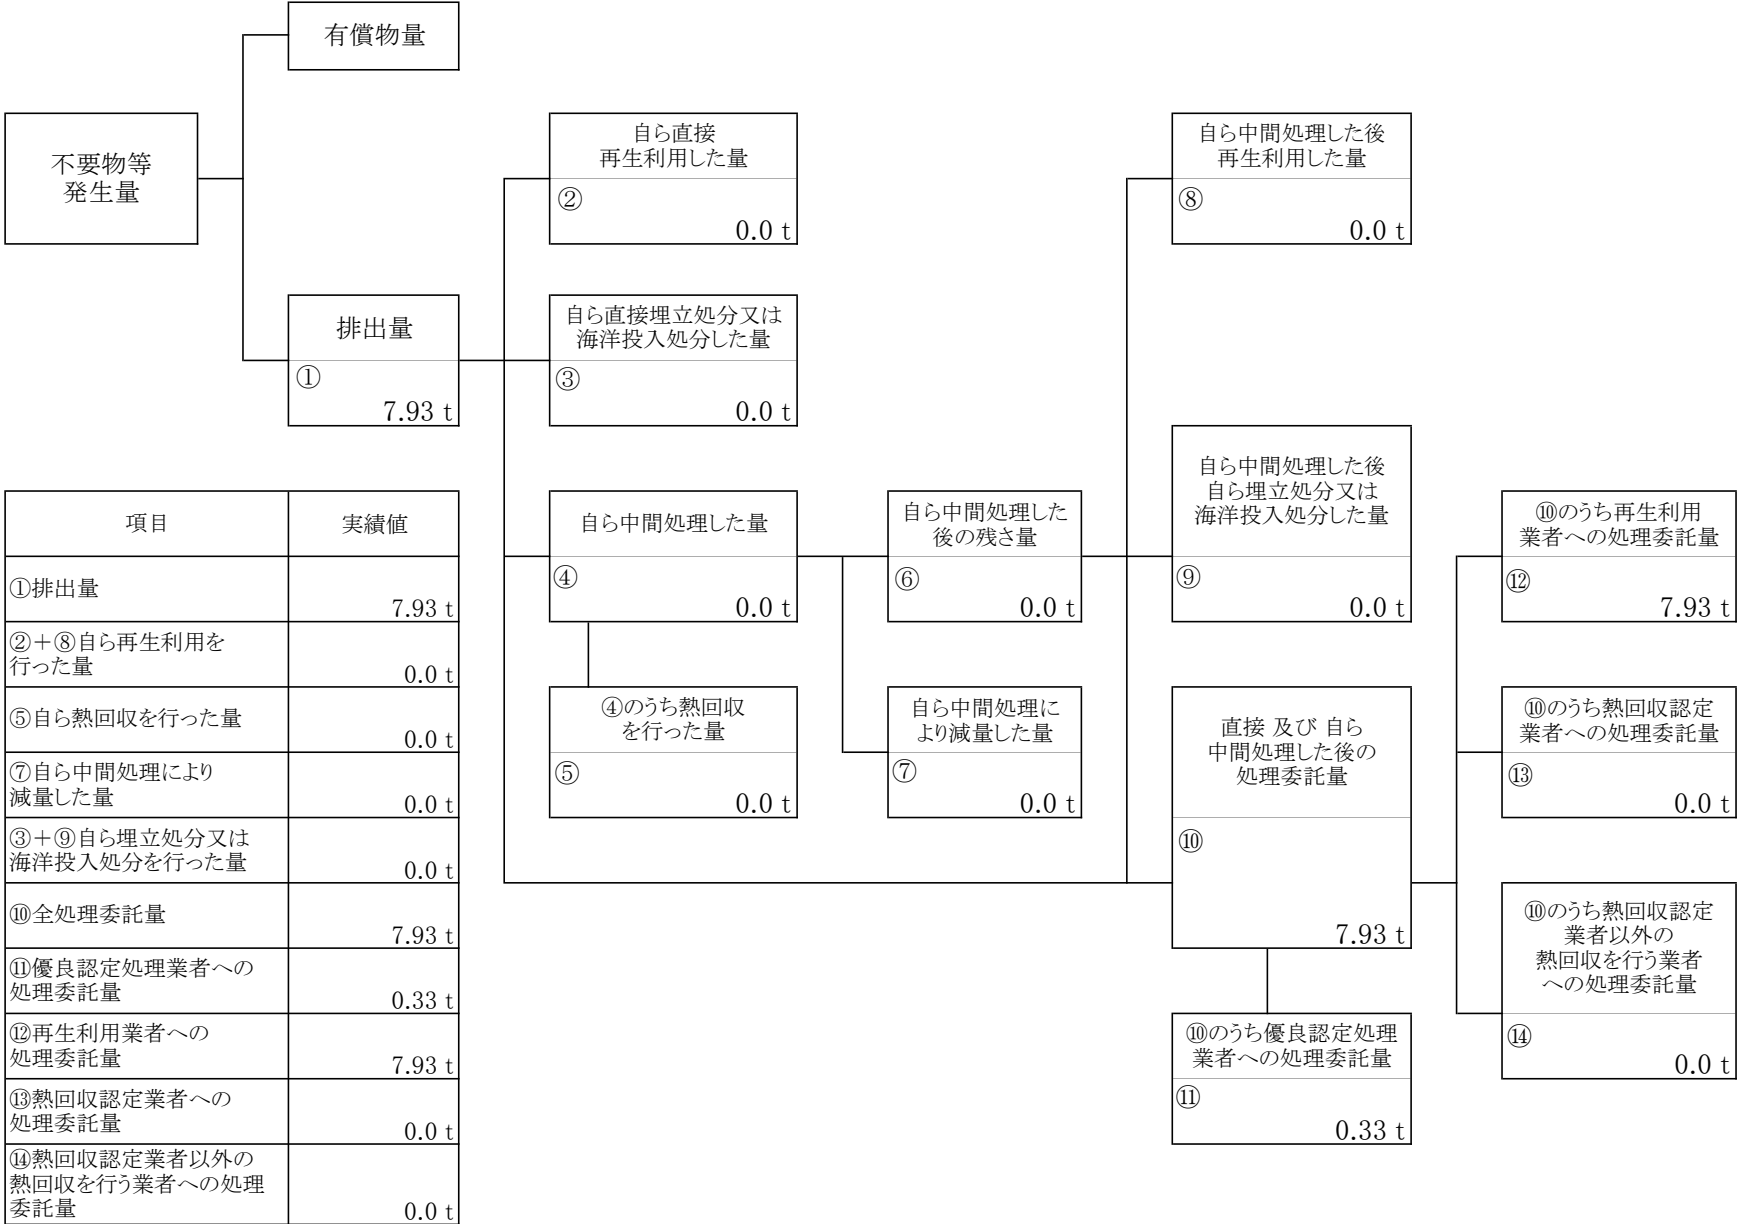 有償物量
不要物等
発生量
自ら直接
再生利用した量
②
0.0 t
自ら中間処理した後
再生利用した量
⑧
0.0 t
排出量
①
7.93 t
自ら直接埋立処分又は
海洋投入処分した量
③
0.0 t
自ら中間処理した量
④
0.0 t
自ら中間処理した
後の残さ量
⑥
0.0 t
自ら中間処理した後
自ら埋立処分又は
海洋投入処分した量
⑨
0.0 t
⑩のうち再生利用
業者への処理委託量
⑫
7.93 t
④のうち熱回収
を行った量
⑤
0.0 t
自ら中間処理に
より減量した量
⑦
0.0 t
直接 及び 自ら
中間処理した後の
処理委託量
⑩
7.93 t
⑩のうち熱回収認定
業者への処理委託量
⑬
0.0 t
⑩のうち熱回収認定
業者以外の
熱回収を行う業者
への処理委託量
⑭
0.0 t
⑩のうち優良認定処理
業者への処理委託量
⑪
0.33 t
項目 実績値
①排出量
7.93 t
②＋⑧自ら再生利用を
行った量
0.0 t
⑤自ら熱回収を行った量
0.0 t
⑦自ら中間処理により
減量した量
0.0 t
③＋⑨自ら埋立処分又は
海洋投入処分を行った量
0.0 t
⑩全処理委託量
7.93 t
⑪優良認定処理業者への
処理委託量
0.33 t
⑫再生利用業者への
処理委託量
7.93 t
⑬熱回収認定業者への
処理委託量
0.0 t
⑭熱回収認定業者以外の
熱回収を行う業者への処理
委託量
0.0 t